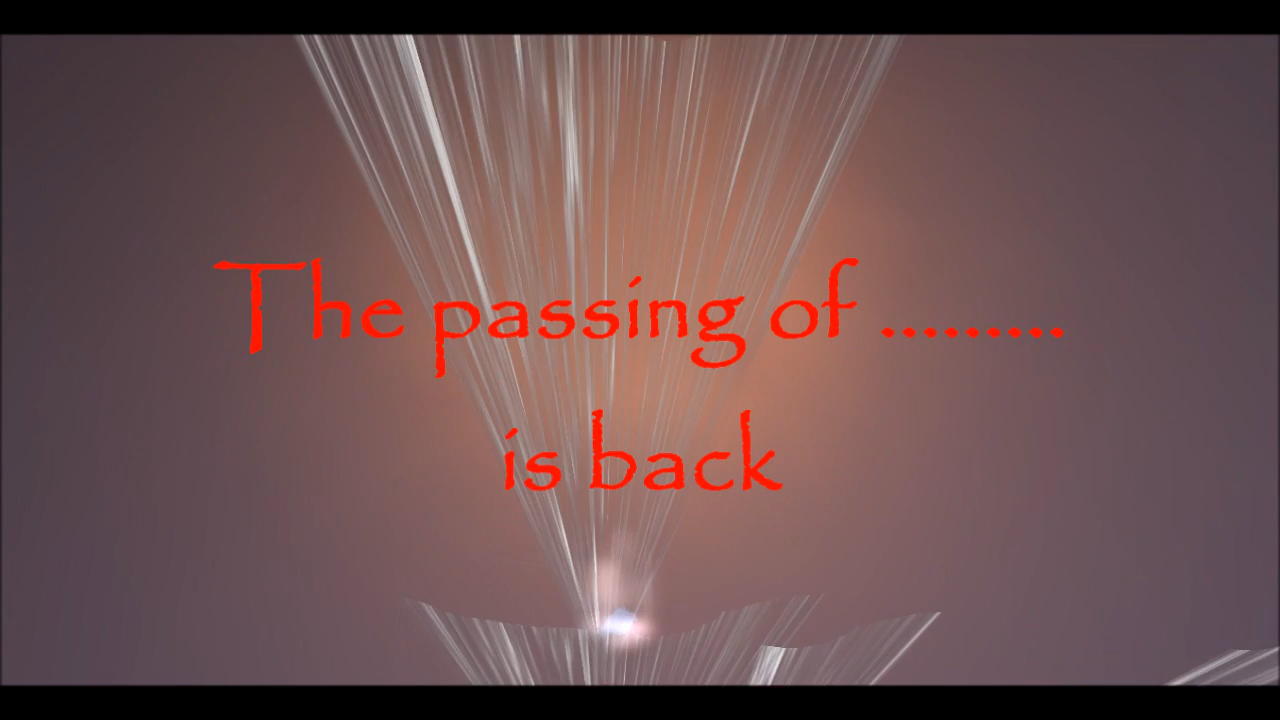 The passing of .........
is back